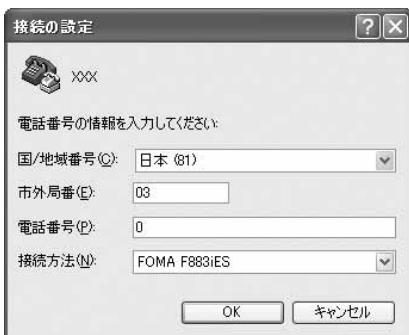 接続の設定
XXX
電話番号の情報を入力してください:
国/地域番号(C): 日本 (81)
市外局番(E): 03
電話番号(P): 0
接続方法(N): FOMA F883iES
OK キャンセル